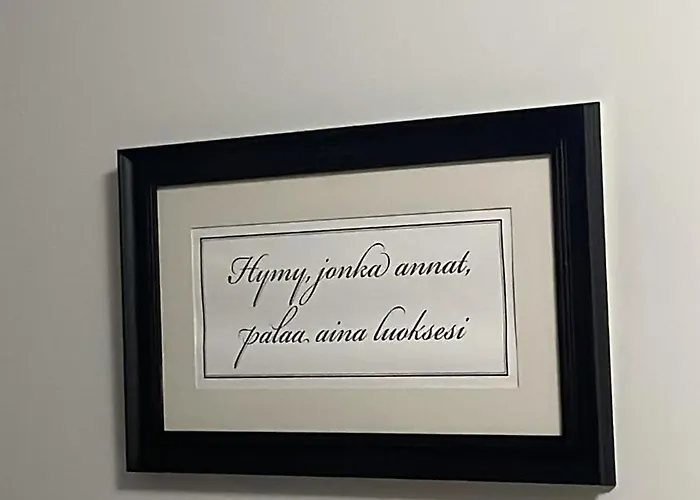 Hymy, jonka annat,
palaa aina luoksesi